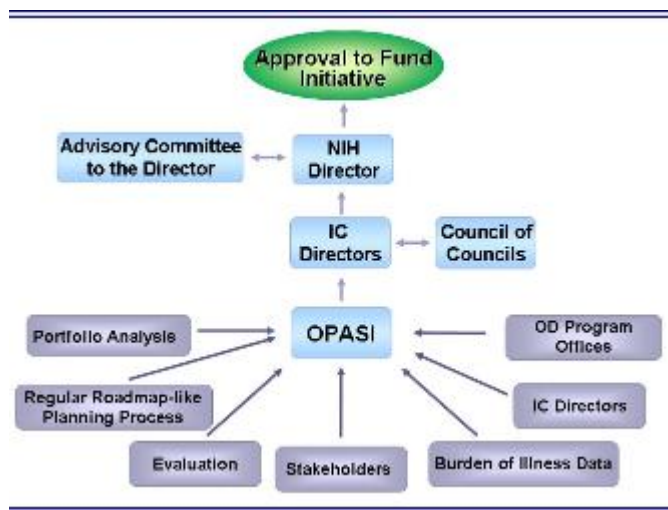 Approval to Fund
Initiative
Advisory Committee
to the Director
NIH
Director
IC
Directors
Council of
Councils
Portfolio Analysis
OPASI
OD Program
Offices
Regular Roadmap-like
Planning Process
IC Directors
Evaluation
Stakeholders
Burden of Illness Data